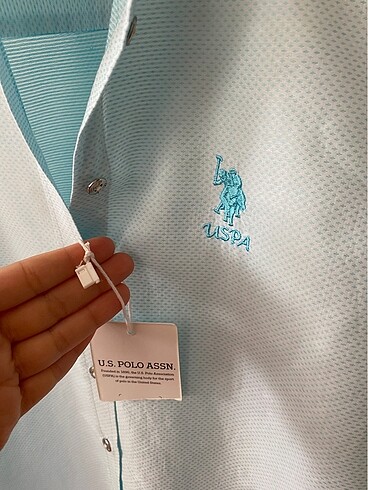 USPA
U.S. POLO ASSN.
Founded in 1890, the U.S. Polo Association
(USPA) is the governing body for the sport
of polo in the United States.